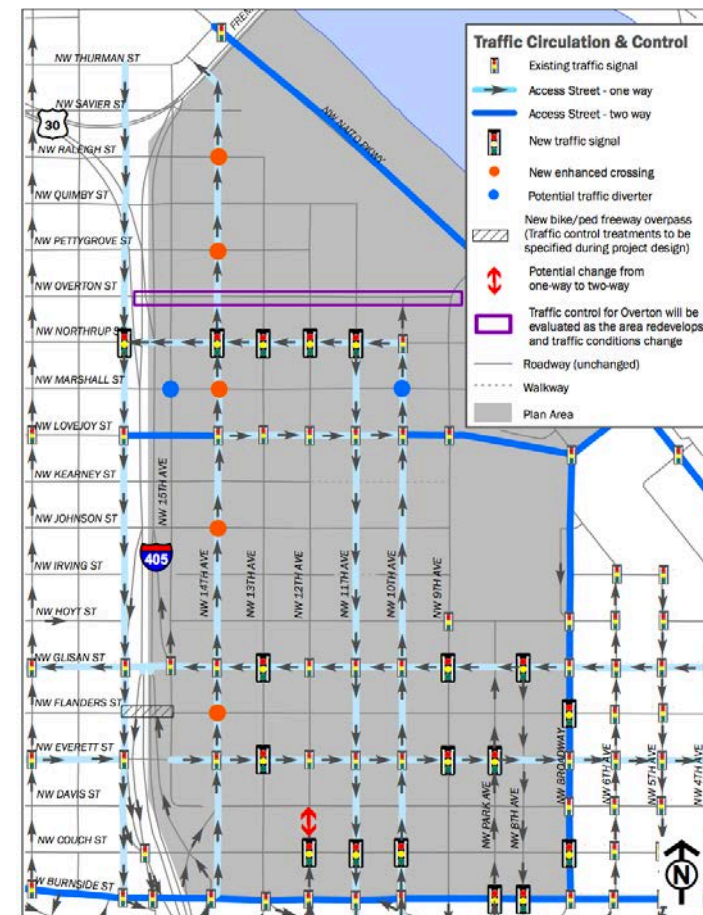 FREM
NW THURMAN ST
NW SAVIER ST
30
NW RALEIGH ST
NW NAITO PKWY
NW QUIMBY ST
NW PETTYGROVE ST
NW OVERTON ST
NW NORTHRUP S
NW MARSHALL ST
NW LOVEJOY ST
NW KEARNEY ST
NW JOHNSON ST
NW IRVING ST
405
NW HOYT ST
NW GLISAN ST
NW FLANDERS ST
NW EVERETT ST
NW DAVIS ST
NW COUCH ST
W BURNSIDE ST
NW 15TH AVE
NW 14TH AVE
NW 13TH AVE
NW 12TH AVE
NW 11TH AVE
NW 10TH AVE
NW 9TH AVE
NW PARK AVE
NW 8TH AVE
NW BROADWAY
NW 6TH AVE
NW 5TH AVE
NW 4TH AV
N
Traffic Circulation & Control
Existing traffic signal
Access Street - one way
Access Street - two way
New traffic signal
New enhanced crossing
Potential traffic diverter
New bike/ped freeway overpass
(Traffic control treatments to be
specified during project design)
Potential change from
one-way to two-way
Traffic control for Overton will be
evaluated as the area redevelops
and traffic conditions change
Roadway (unchanged)
Walkway
Plan Area